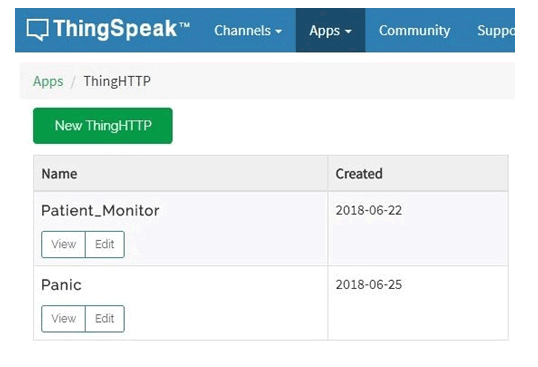 ThingSpeak™ Channels Apps Community
Apps / ThingHTTP
New ThingHTTP
Name Created
Patient_Monitor 2018-06-22
View Edit
Panic 2018-06-25
View Edit